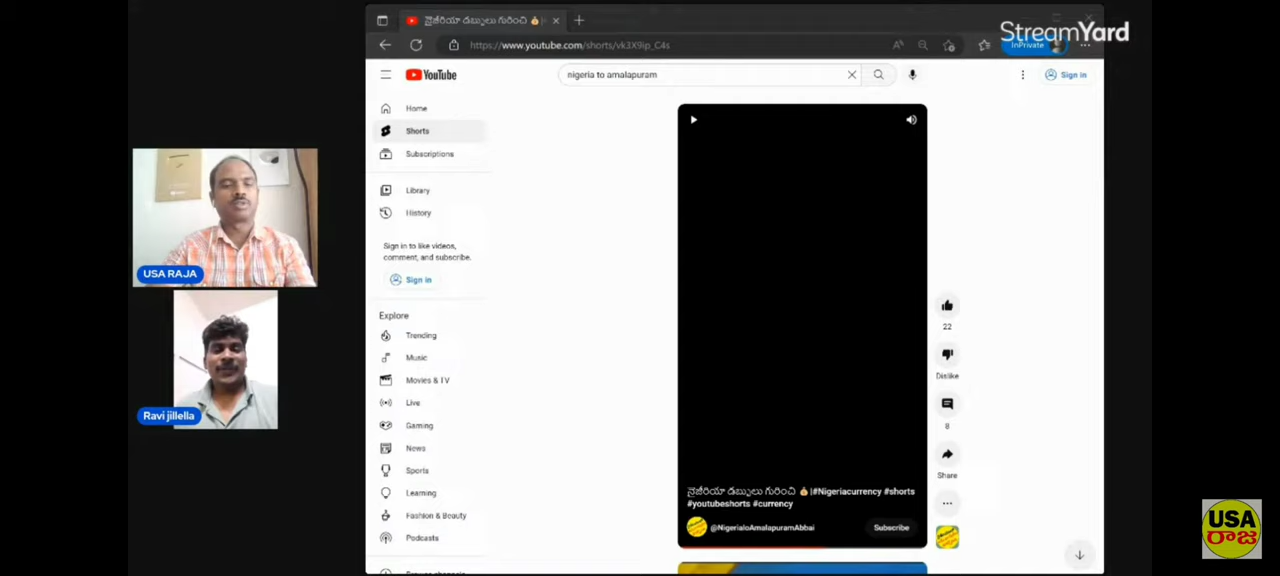 నైజీరియా డబ్బులు గురించి
StreamYard
https://www.youtube.com/shorts/vk3X9ip_C4s
InPrivate
YouTube
nigeria to amalapuram
Sign in
Home
Shorts
Subscriptions
Library
History
Sign in to like videos,
comment, and subscribe.
Sign in
Explore
Trending
Music
Movies & TV
Live
Gaming
News
Sports
Learning
Fashion & Beauty
Podcasts
USA RAJA
Ravi jillella
22
Dislike
8
Share
నైజీరియా డబ్బులు గురించి 💰|#Nigeriacurrency #shorts
#youtubeshorts #currency
@NigerialoAmalapuramAbbai
Subscribe
USA
రాజ